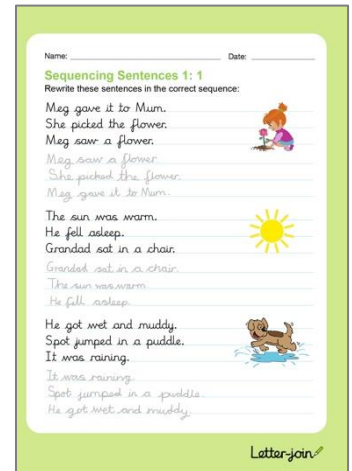 Name: Date:
Sequencing Sentences 1: 1
Rewrite these sentences in the correct sequence:
Meg gave it to Mum.
She picked the flower.
Meg saw a flower.
Meg saw a flower
She picked the flower.
Meg gave it to Mum.
The sun was warm.
He fell asleep.
Grandad sat in a chair.
Grandad sat in a chair.
The sun was warm
He fell asleep.
He got wet and muddy.
Spot jumped in a puddle.
It was raining.
It was raining.
Spot jumped in a puddle.
He got wet and muddy.
Letter-join